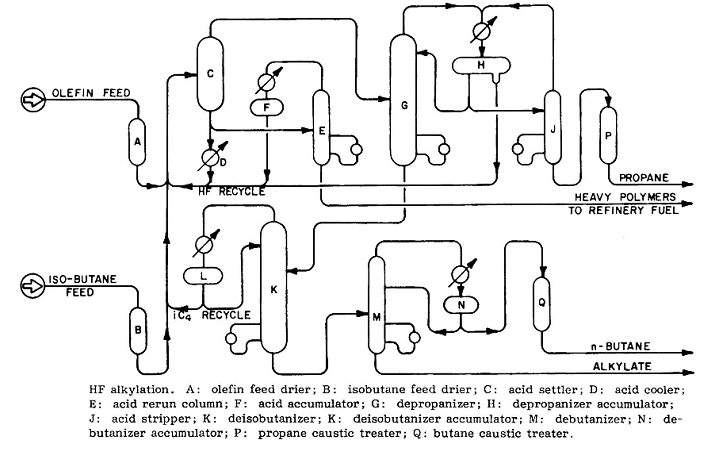 OLEFIN FEED
A
C
D
F
E
G
H
J
P
PROPANE
HF RECYCLE
HEAVY POLYMERS
TO REFINERY FUEL
ISO-BUTANE
FEED
B
L
iC4 RECYCLE
K
M
N
Q
n-BUTANE
ALKYLATE
HF alkylation. A: olefin feed drier; B: isobutane feed drier; C: acid settler; D: acid cooler;
E: acid rerun column; F: acid accumulator; G: depropanizer; H: depropanizer accumulator;
J: acid stripper; K: deisobutanizer; K: deisobutanizer accumulator; M: debutanizer; N: de-
butanizer accumulator; P: propane caustic treater; Q: butane caustic treater.